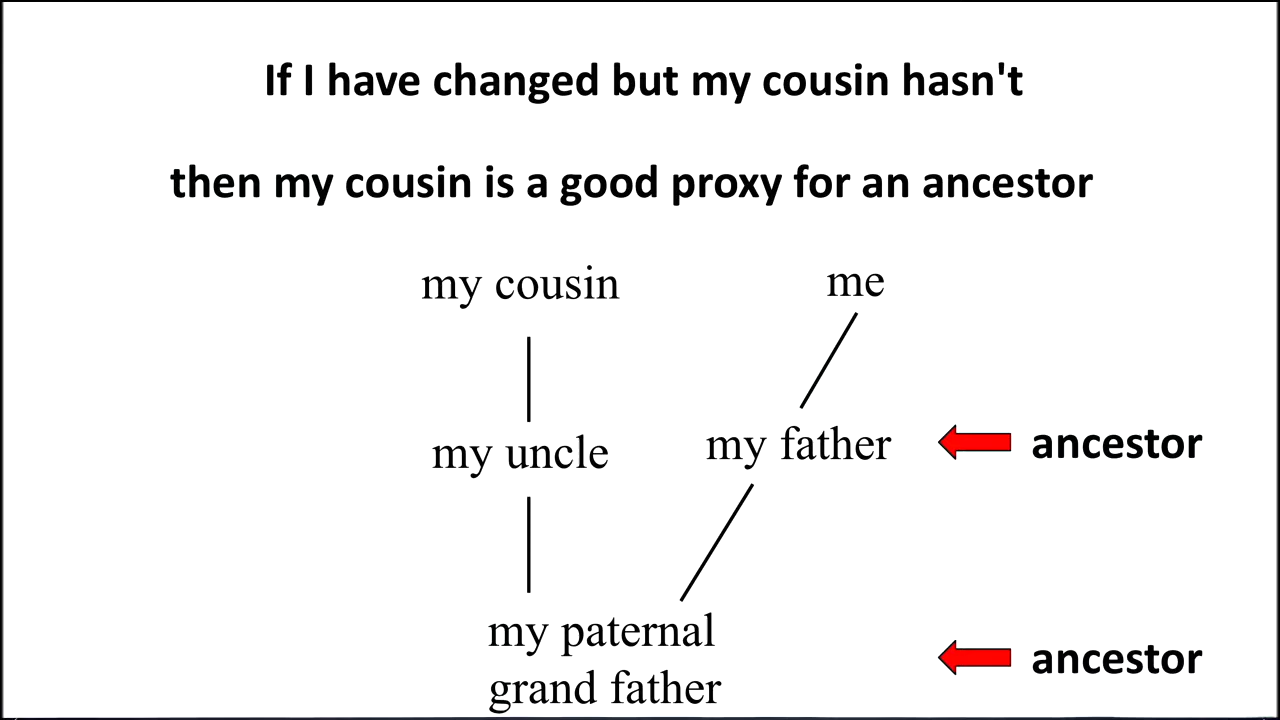 If I have changed but my cousin hasn't
then my cousin is a good proxy for an ancestor
my cousin
me
my uncle
my father
ancestor
my paternal
grand father
ancestor